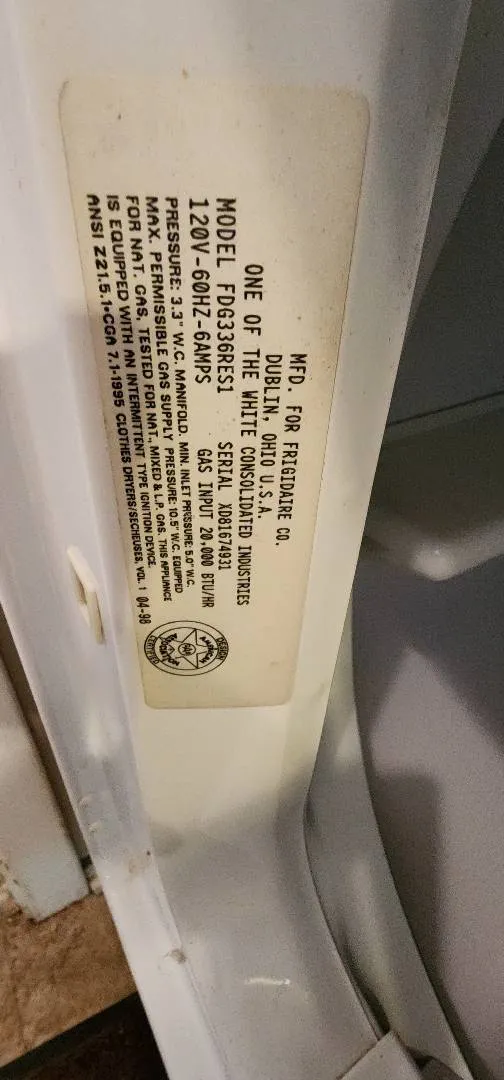 MFD. FOR FRIGIDAIRE CO.
DUBLIN, OHIO U.S.A.
ONE OF THE WHITE CONSOLIDATED INDUSTRIES
MODEL FDG336RES1 SERIAL XD81674931
120V-60HZ-6AMPS GAS INPUT 20,000 BTU/HR
PRESSURE: 3.3" W.C. MANIFOLD, MIN. INLET PRESSURE: 5.0" W.C.
MAX. PERMISSIBLE GAS SUPPLY PRESSURE: 10.5" W.C. EQUIPPED
FOR NAT. GAS, TESTED FOR NAT., MIXED & L.P. GAS. THIS APPLIANCE
IS EQUIPPED WITH AN INTERMITTENT TYPE IGNITION DEVICE.
ANSI Z21.5.1•CGA 7.1-1995 CLOTHES DRYERS/SECHEUSES, VOL. 1 04-98
DESIGN
CERTIFIED